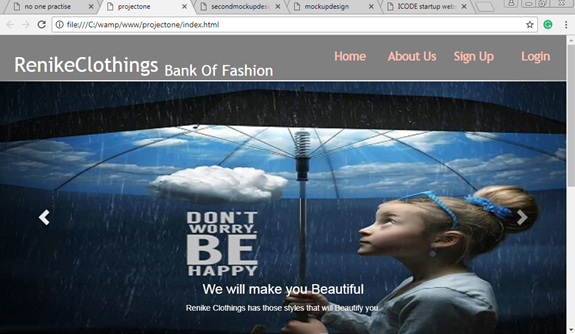 no one practise
projectone
secondmockupdes
mockupdesign
ICODE startup webs
file:///C:/wamp/www/projectone/index.html
Home About Us Sign Up Login
RenikeClothings Bank Of Fashion
DON'T
WORRY.
BE
HAPPY
We will make you Beautiful
Renike Clothings has those styles that will Beautify you..